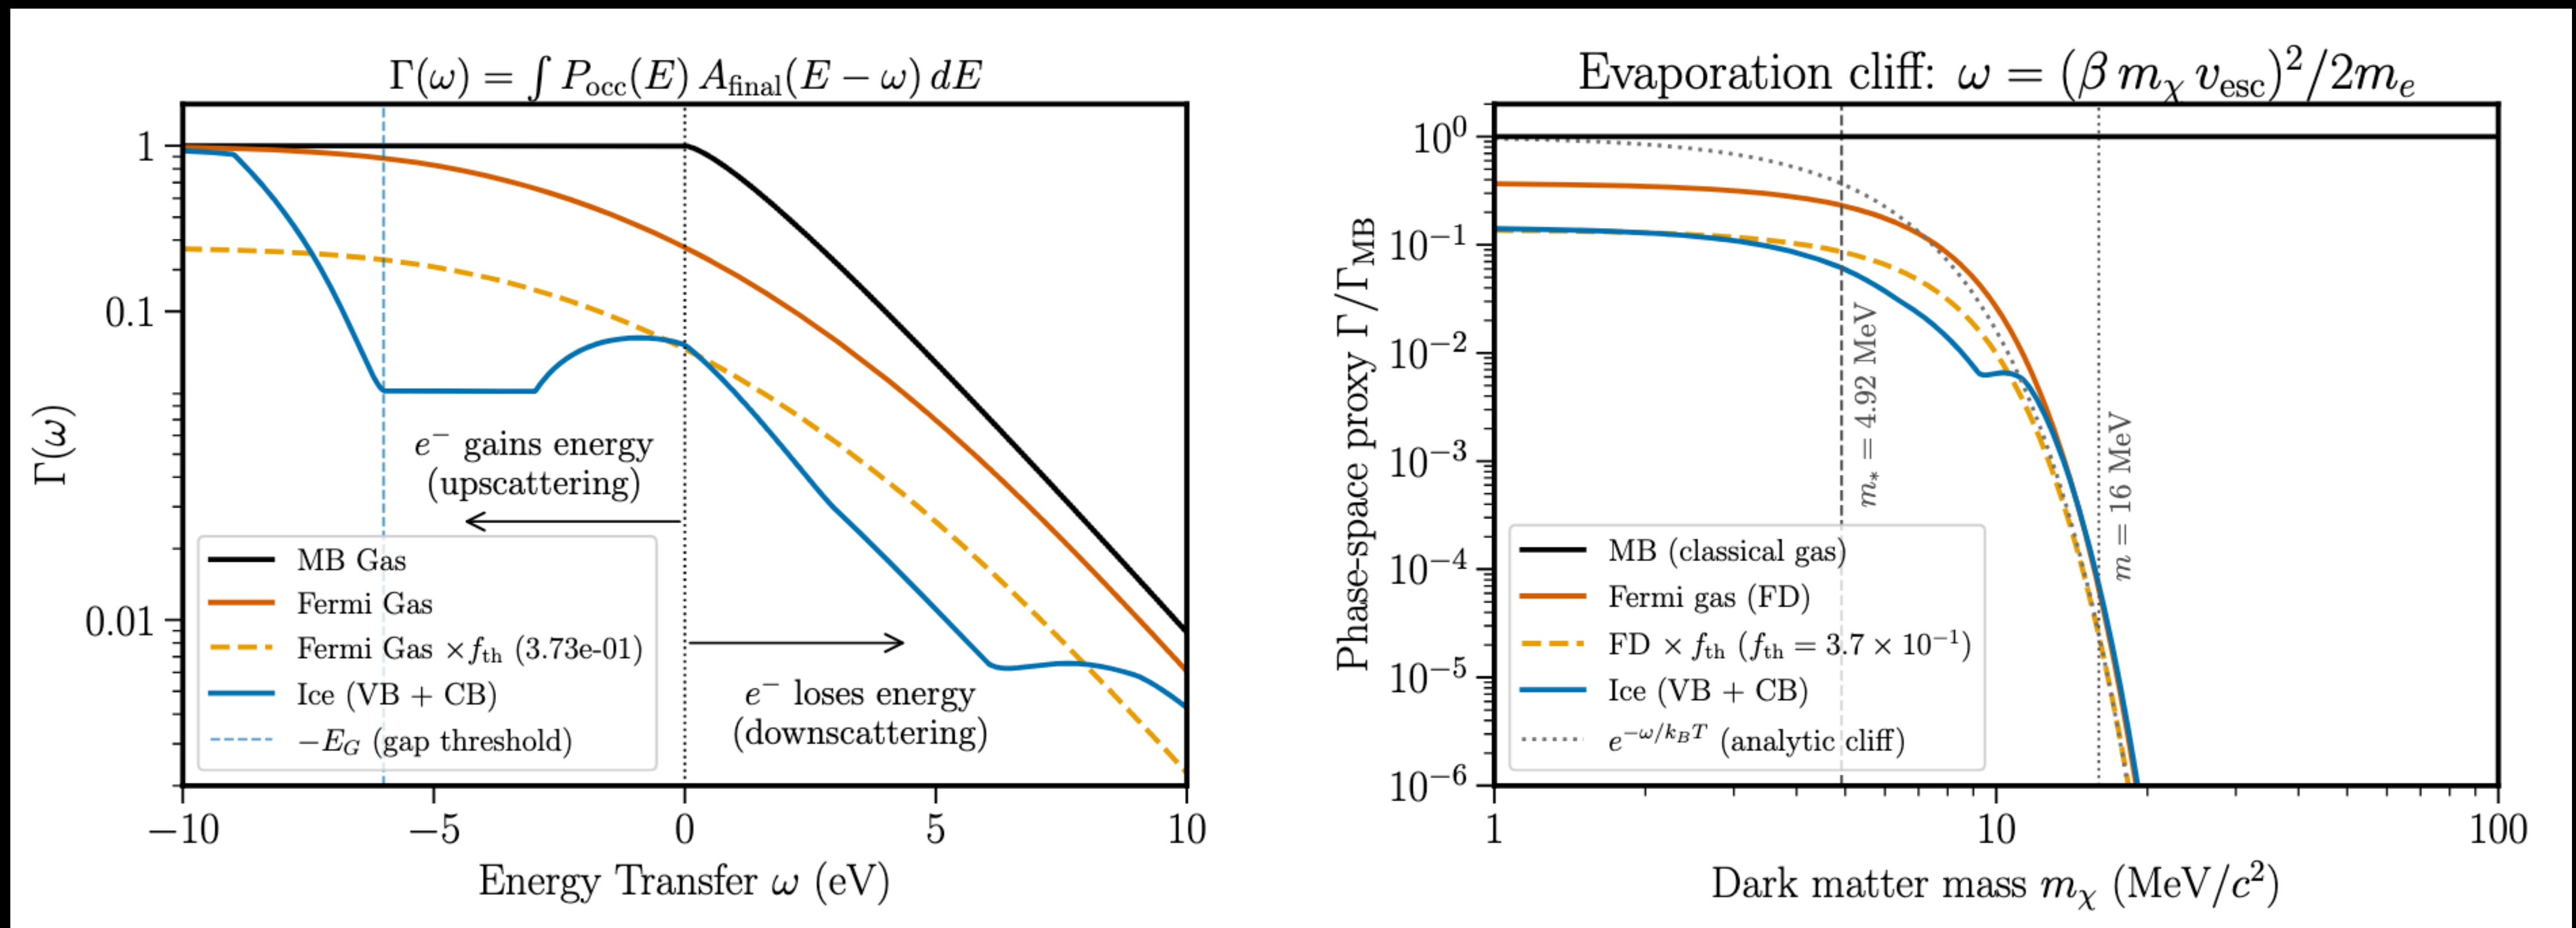 Γ(ω) = ∫ P_occ(E) A_final(E − ω) dE
Γ(ω)
1
0.1
0.01
e⁻ gains energy
(upscattering)
e⁻ loses energy
(downscattering)
MB Gas
Fermi Gas
Fermi Gas ×f_th (3.73e-01)
Ice (VB + CB)
−E_G (gap threshold)
−10 −5 0 5 10
Energy Transfer ω (eV)
Evaporation cliff: ω = (β m_χ v_esc)²/2m_e
Phase-space proxy Γ/Γ_MB
10⁰
10⁻¹
10⁻²
10⁻³
10⁻⁴
10⁻⁵
10⁻⁶
m_* = 4.92 MeV
m = 16 MeV
MB (classical gas)
Fermi gas (FD)
FD × f_th (f_th = 3.7 × 10⁻¹)
Ice (VB + CB)
e^{−ω/k_BT} (analytic cliff)
1 10 100
Dark matter mass m_χ (MeV/c²)